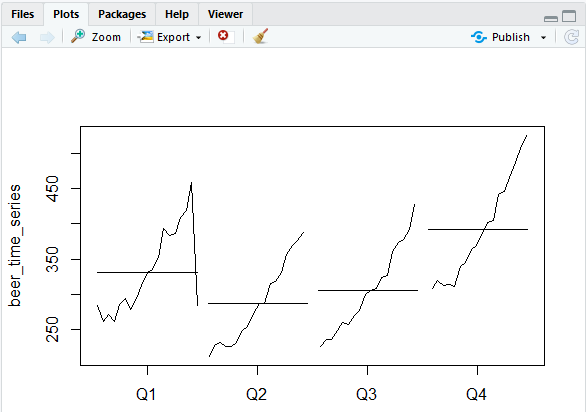 Files Plots Packages Help Viewer
Zoom Export Publish
beer_time_series
450
350
250
Q1 Q2 Q3 Q4